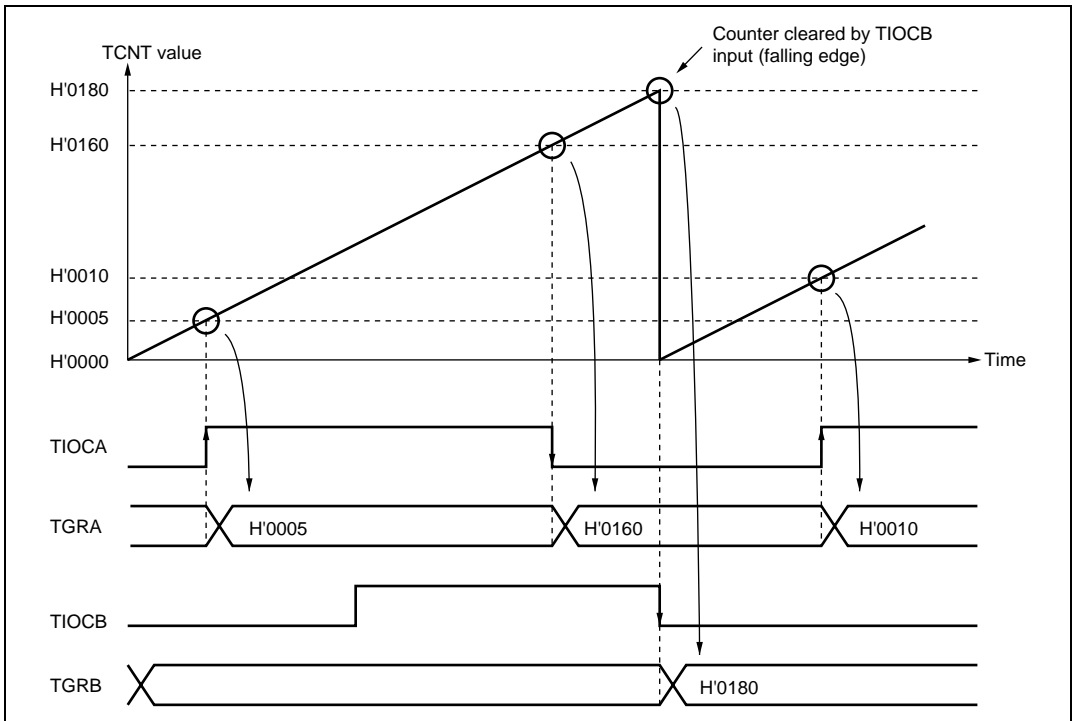 Counter cleared by TIOCB
input (falling edge)
TCNT value
H'0180
H'0160
H'0010
H'0005
H'0000
Time
TIOCA
TGRA
H'0005
H'0160
H'0010
TIOCB
TGRB
H'0180